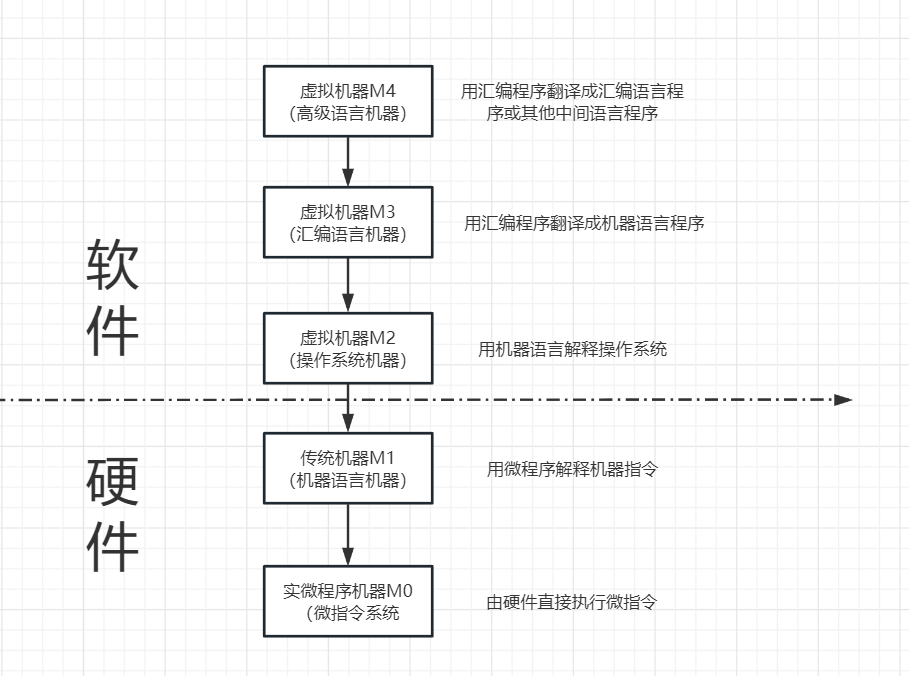 虚拟机器M4
（高级语言机器）
用汇编程序翻译成汇编语言程
序或其他中间语言程序
虚拟机器M3
（汇编语言机器）
用汇编程序翻译成机器语言程序
软
件
虚拟机器M2
（操作系统机器）
用机器语言解释操作系统
传统机器M1
（机器语言机器）
用微程序解释机器指令
硬
件
实微程序机器M0
（微指令系统
由硬件直接执行微指令